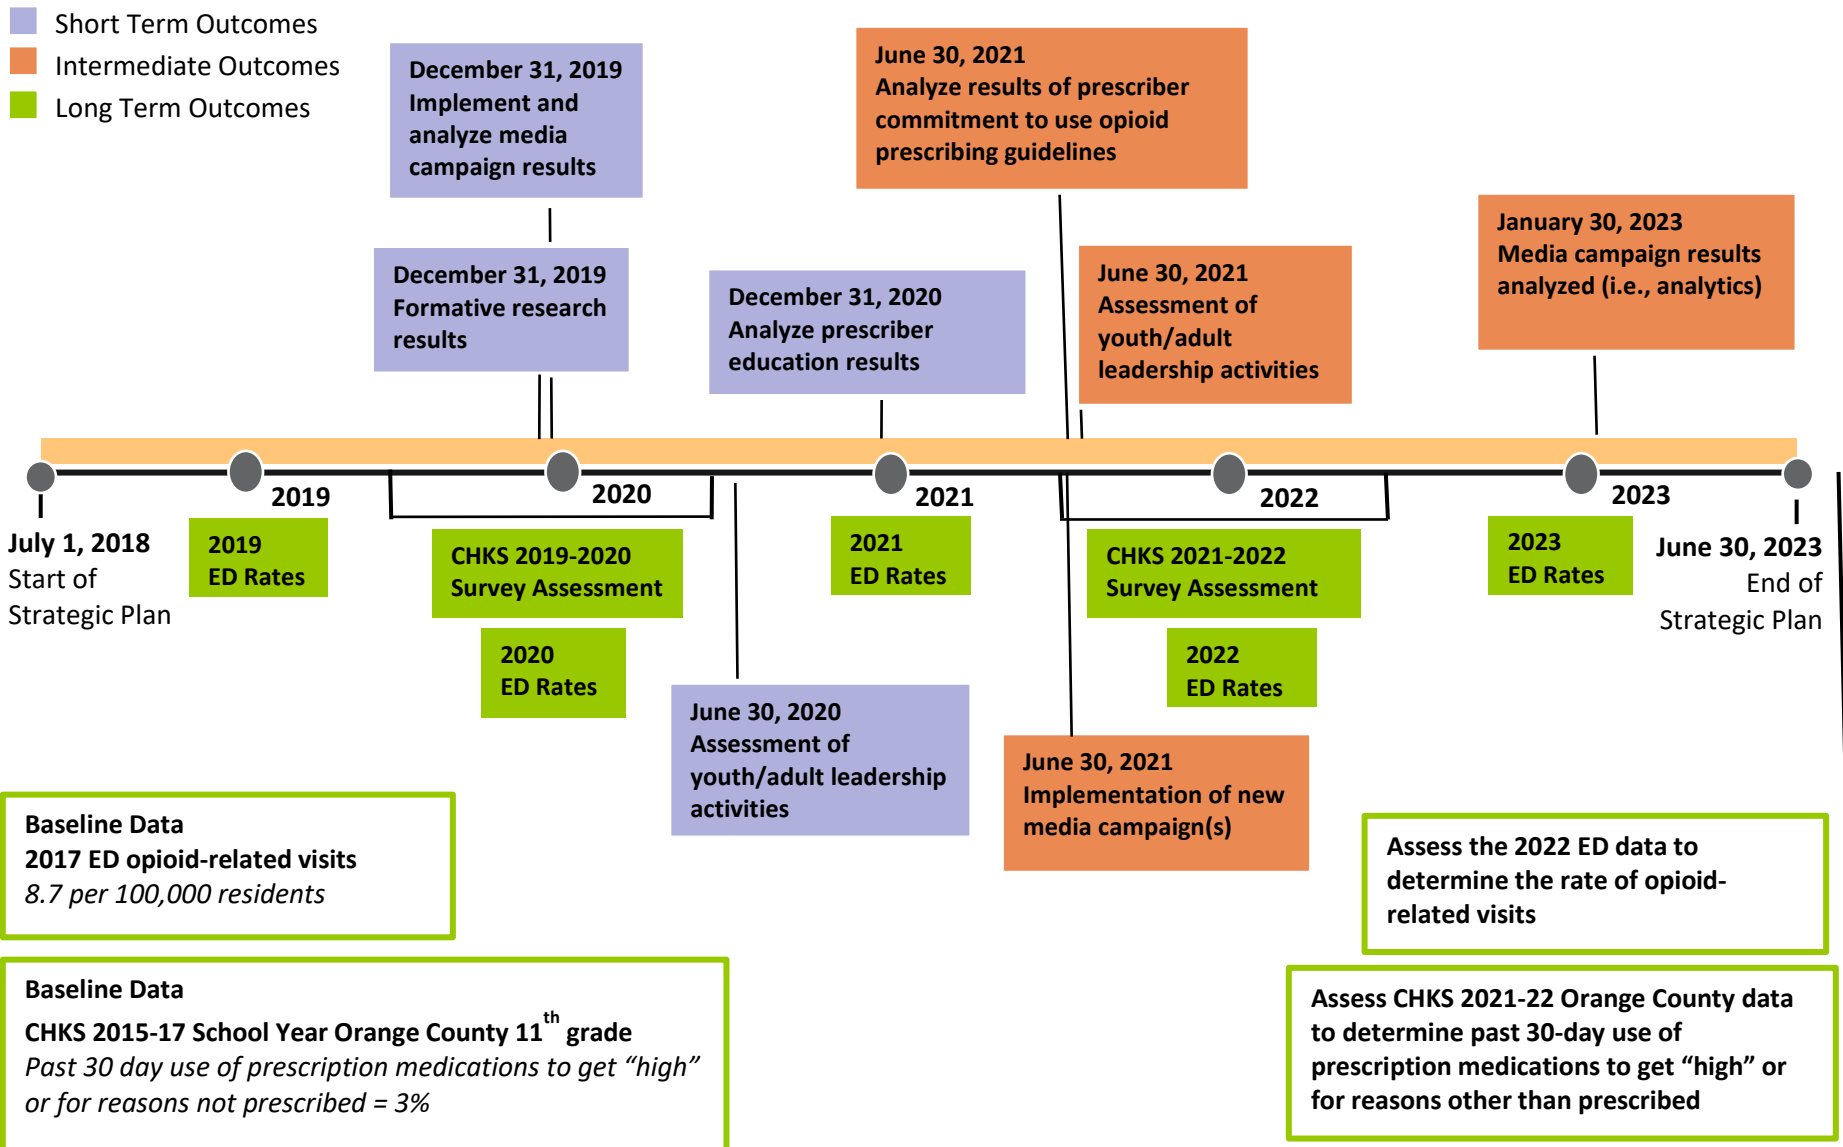 Short Term Outcomes
Intermediate Outcomes
Long Term Outcomes
December 31, 2019
Implement and
analyze media
campaign results
June 30, 2021
Analyze results of prescriber
commitment to use opioid
prescribing guidelines
December 31, 2019
Formative research
results
December 31, 2020
Analyze prescriber
education results
June 30, 2021
Assessment of
youth/adult
leadership activities
January 30, 2023
Media campaign results
analyzed (i.e., analytics)
2019
2020
2021
2022
2023
July 1, 2018
Start of
Strategic Plan
2019
ED Rates
CHKS 2019-2020
Survey Assessment
2020
ED Rates
2021
ED Rates
CHKS 2021-2022
Survey Assessment
2022
ED Rates
2023
ED Rates
June 30, 2023
End of
Strategic Plan
June 30, 2020
Assessment of
youth/adult leadership
activities
June 30, 2021
Implementation of new
media campaign(s)
Baseline Data
2017 ED opioid-related visits
8.7 per 100,000 residents
Baseline Data
CHKS 2015-17 School Year Orange County 11th grade
Past 30 day use of prescription medications to get “high”
or for reasons not prescribed = 3%
Assess the 2022 ED data to
determine the rate of opioid-
related visits
Assess CHKS 2021-22 Orange County data
to determine past 30-day use of
prescription medications to get “high” or
for reasons other than prescribed